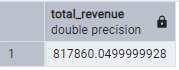 total_revenue
double precision
1
817860.0499999928